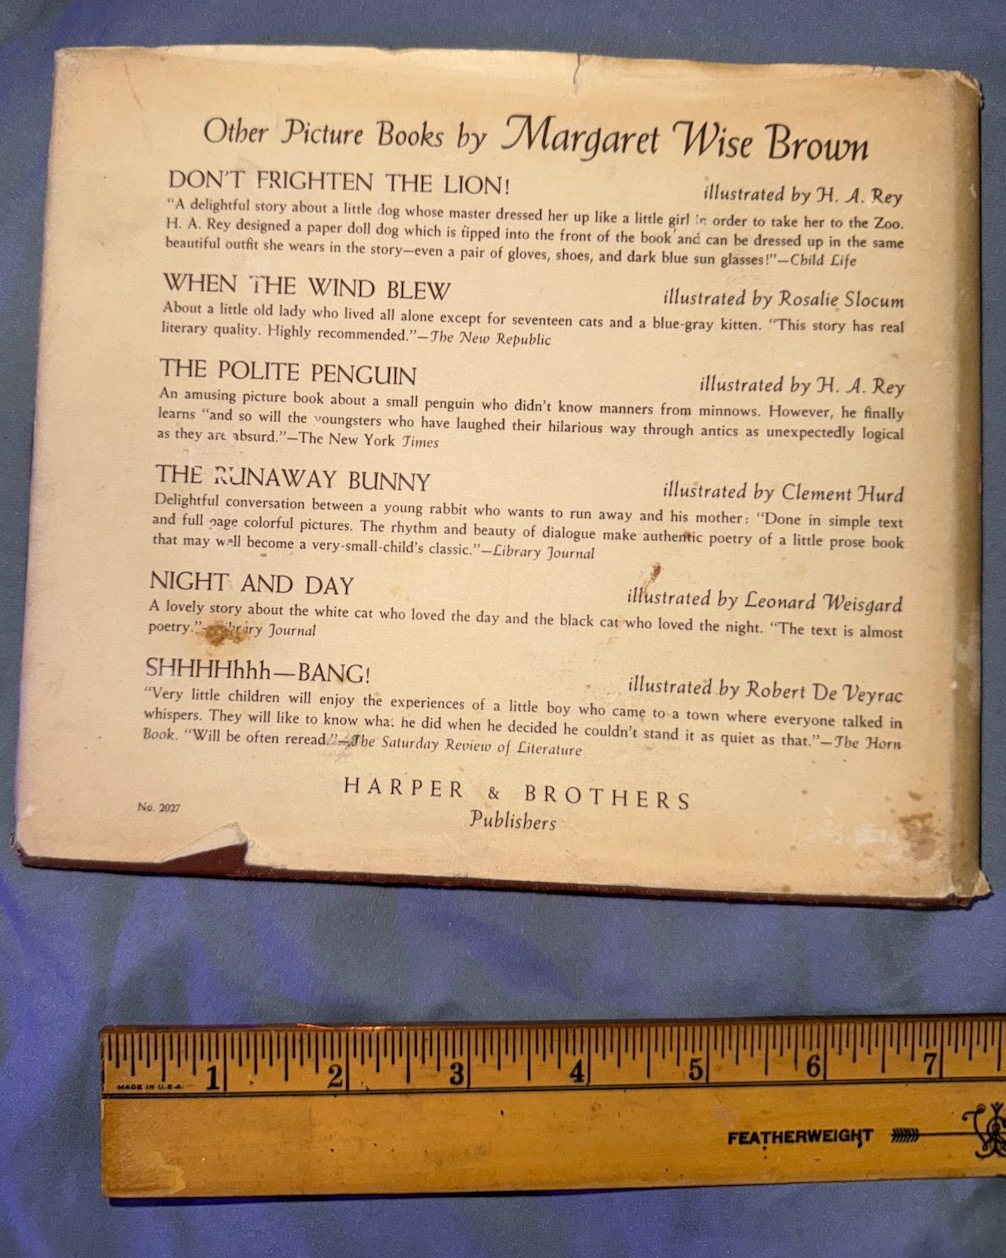 Other Picture Books by Margaret Wise Brown
DON'T FRIGHTEN THE LION! illustrated by H. A. Rey
"A delightful story about a little dog whose master dressed her up like a little girl in order to take her to the Zoo.
H. A. Rey designed a paper doll dog which is tipped into the front of the book and can be dressed up in the same
beautiful outfit she wears in the story—even a pair of gloves, shoes, and dark blue sun glasses!"—Child Life
WHEN THE WIND BLEW illustrated by Rosalie Slocum
About a little old lady who lived all alone except for seventeen cats and a blue-gray kitten. "This story has real
literary quality. Highly recommended."—The New Republic
THE POLITE PENGUIN illustrated by H. A. Rey
An amusing picture book about a small penguin who didn't know manners from minnows. However, he finally
learns "and so will the youngsters who have laughed their hilarious way through antics as unexpectedly logical
as they are absurd."—The New York Times
THE RUNAWAY BUNNY illustrated by Clement Hurd
Delightful conversation between a young rabbit who wants to run away and his mother: "Done in simple text
and full page colorful pictures. The rhythm and beauty of dialogue make authentic poetry of a little prose book
that may well become a very-small-child's classic."—Library Journal
NIGHT AND DAY illustrated by Leonard Weisgard
A lovely story about the white cat who loved the day and the black cat who loved the night. "The text is almost
poetry."—Library Journal
SHHHHhhh—BANG! illustrated by Robert De Veyrac
"Very little children will enjoy the experiences of a little boy who came to a town where everyone talked in
whispers. They will like to know what he did when he decided he couldn't stand it as quiet as that."—The Horn
Book. "Will be often reread."—The Saturday Review of Literature
HARPER & BROTHERS
No. 2027
Publishers
1 2 3 4 5 6 7
MADE IN U.S.A.
FEATHERWEIGHT